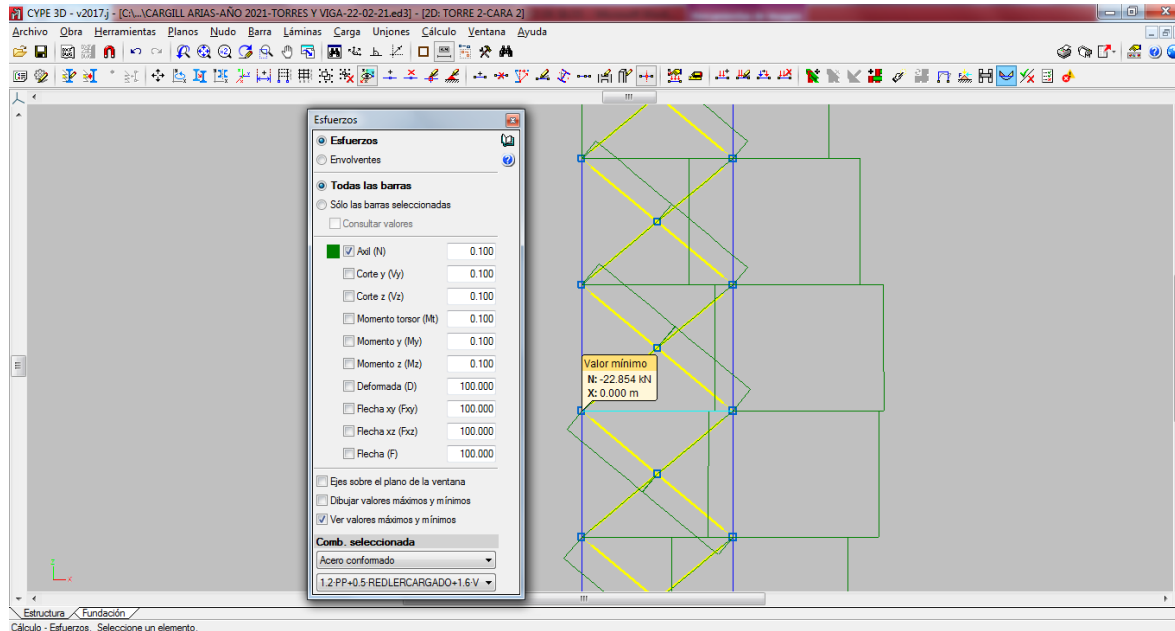 CYPE 3D - v2017.j - [C:\...\CARGILL ARIAS-AÑO 2021-TORRES Y VIGA-22-02-21.ed3] - [2D: TORRE 2-CARA 2]
Archivo Obra Herramientas Planos Nudo Barra Láminas Carga Uniones Cálculo Ventana Ayuda
Esfuerzos
Esfuerzos
Envolventes
Todas las barras
Sólo las barras seleccionadas
Consultar valores
Axil (N) 0.100
Corte y (Vy) 0.100
Corte z (Vz) 0.100
Momento torsor (Mt) 0.100
Momento y (My) 0.100
Momento z (Mz) 0.100
Deformada (D) 100.000
Flecha xy (Fxy) 100.000
Flecha xz (Fxz) 100.000
Flecha (F) 100.000
Ejes sobre el plano de la ventana
Dibujar valores máximos y mínimos
Ver valores máximos y mínimos
Comb. seleccionada
Acero conformado
1.2·PP+0.5·REDLERCARGADO+1.6·V
Valor mínimo
N: -22.854 kN
X: 0.000 m
z
x
Estructura Fundación
Cálculo - Esfuerzos. Seleccione un elemento.